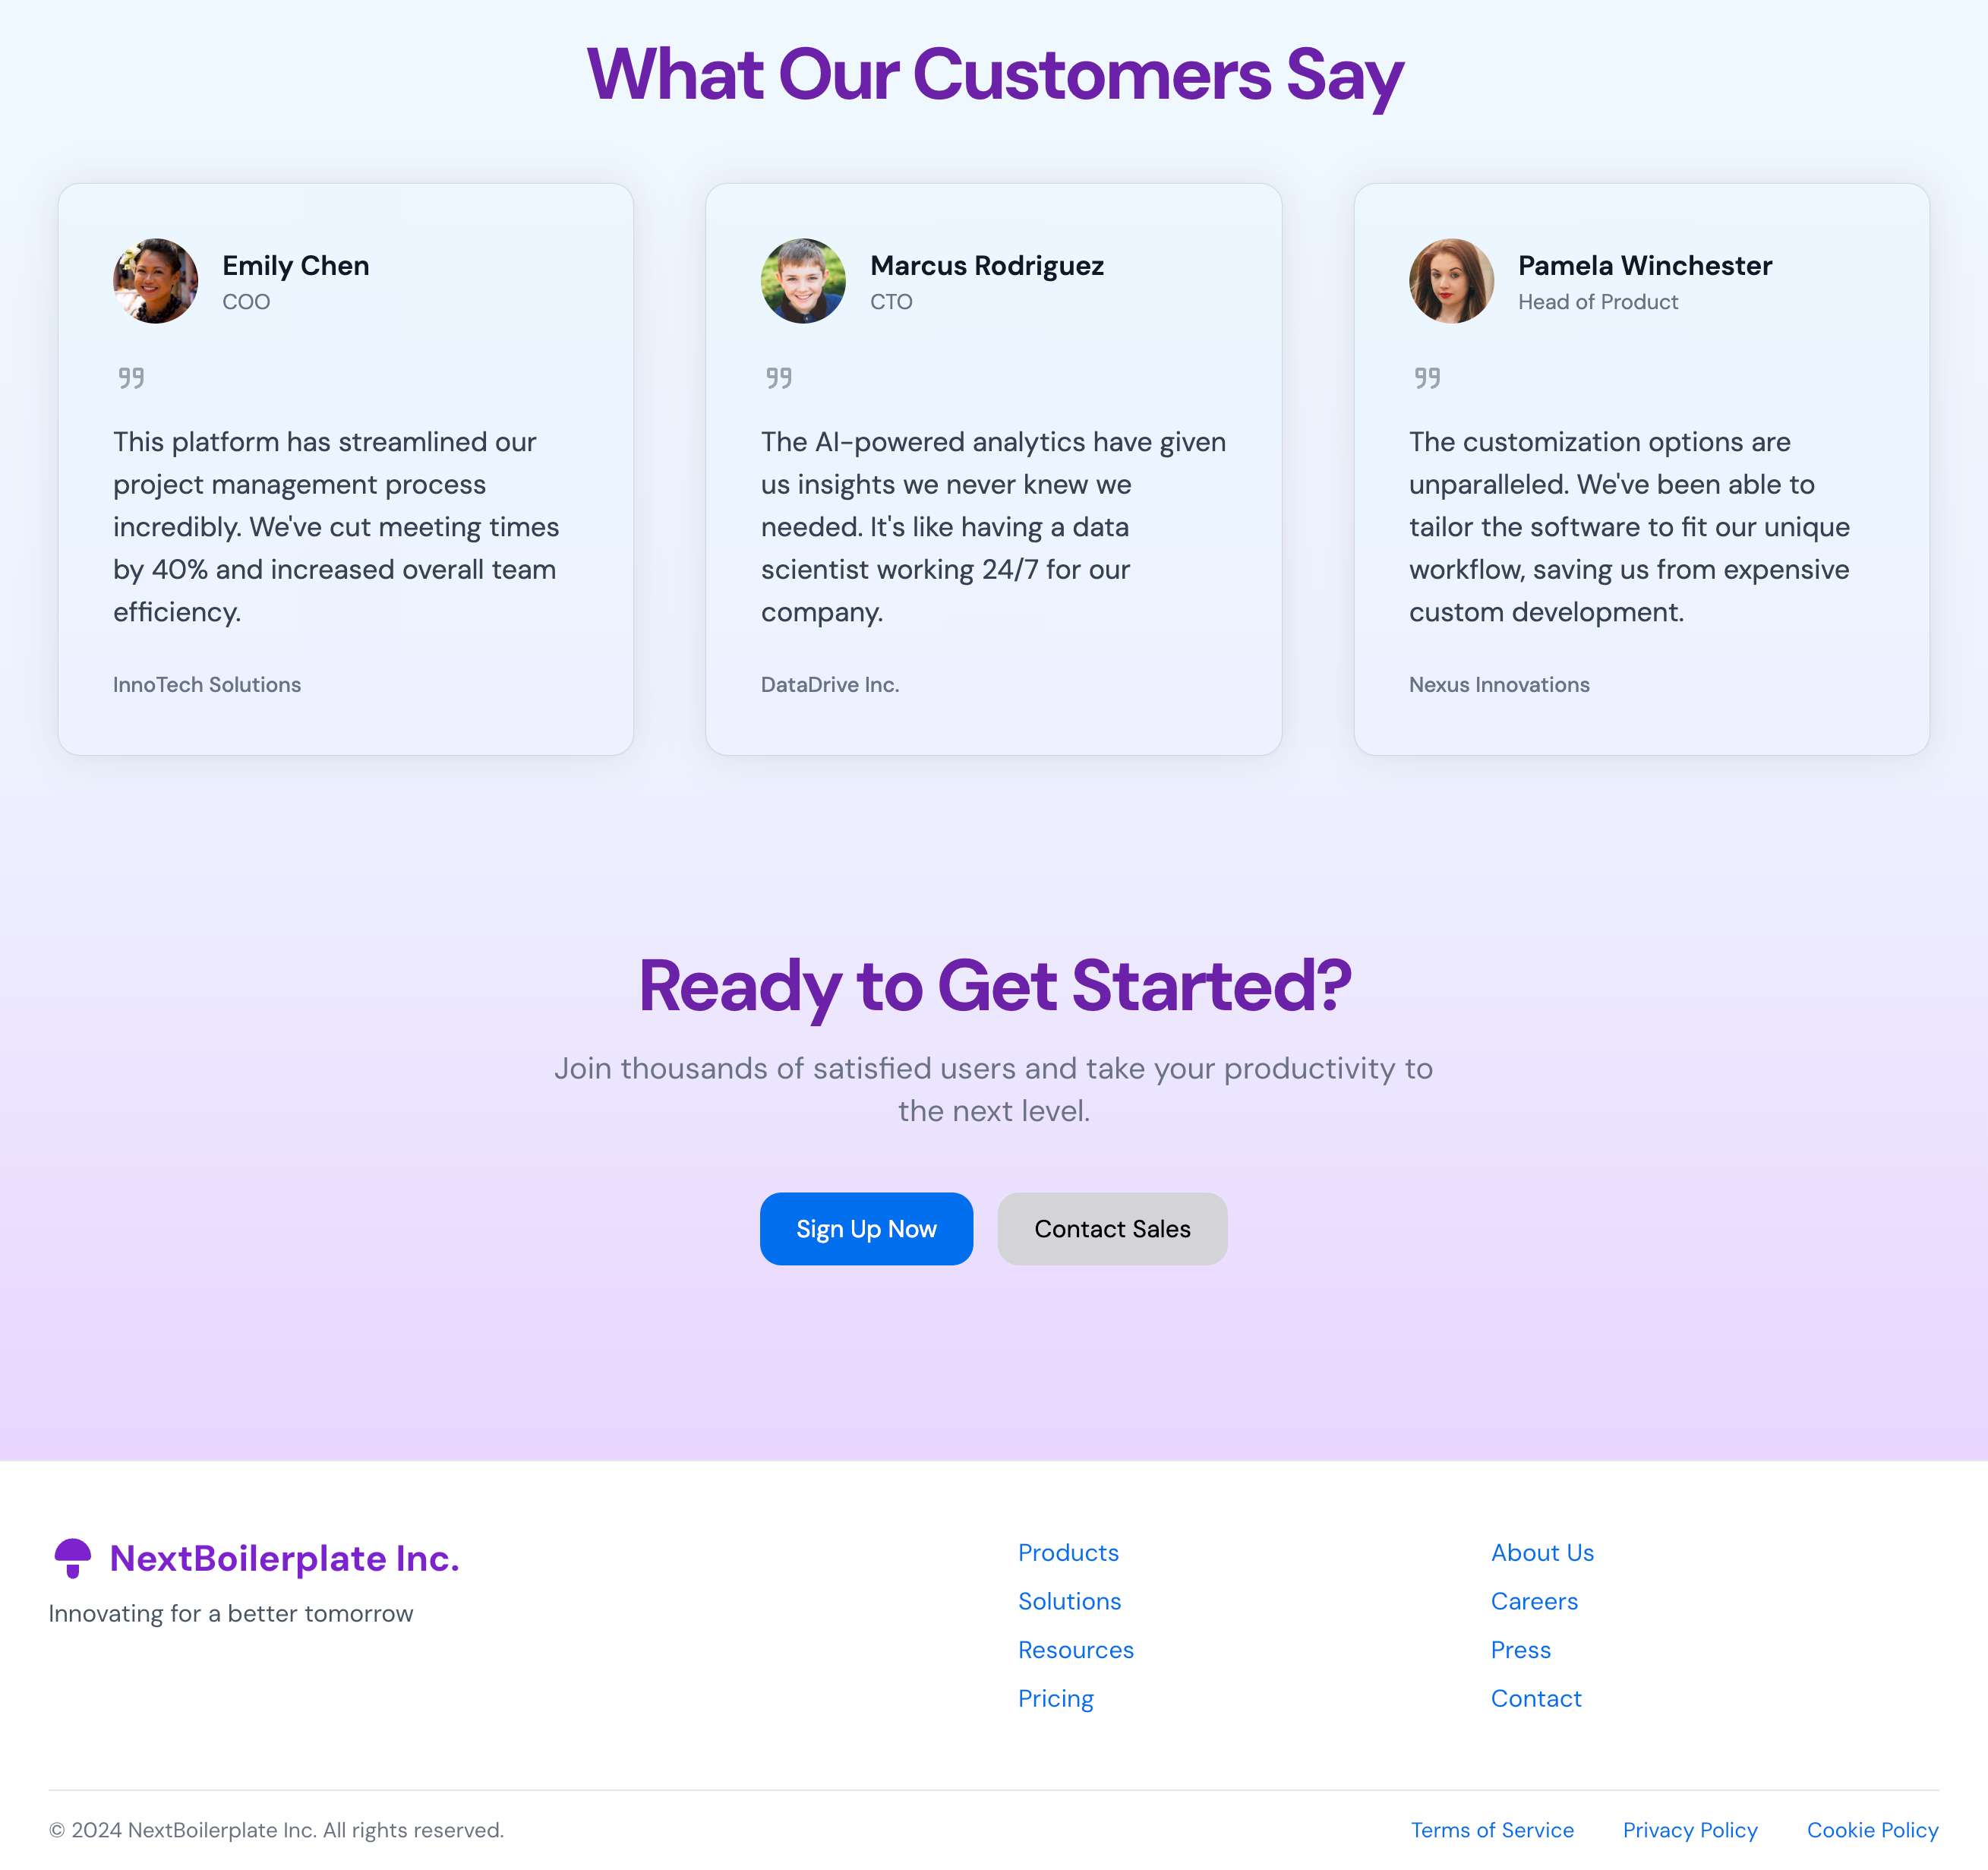 What Our Customers Say
Emily Chen
COO
This platform has streamlined our
project management process
incredibly. We've cut meeting times
by 40% and increased overall team
efficiency.
InnoTech Solutions
Marcus Rodriguez
CTO
The AI-powered analytics have given
us insights we never knew we
needed. It's like having a data
scientist working 24/7 for our
company.
DataDrive Inc.
Pamela Winchester
Head of Product
The customization options are
unparalleled. We've been able to
tailor the software to fit our unique
workflow, saving us from expensive
custom development.
Nexus Innovations
Ready to Get Started?
Join thousands of satisfied users and take your productivity to
the next level.
Sign Up Now
Contact Sales
NextBoilerplate Inc.
Innovating for a better tomorrow
Products
Solutions
Resources
Pricing
About Us
Careers
Press
Contact
© 2024 NextBoilerplate Inc. All rights reserved.
Terms of Service
Privacy Policy
Cookie Policy